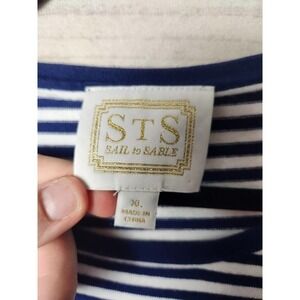 STS
SAIL to SABLE
XL
MADE IN
CHINA